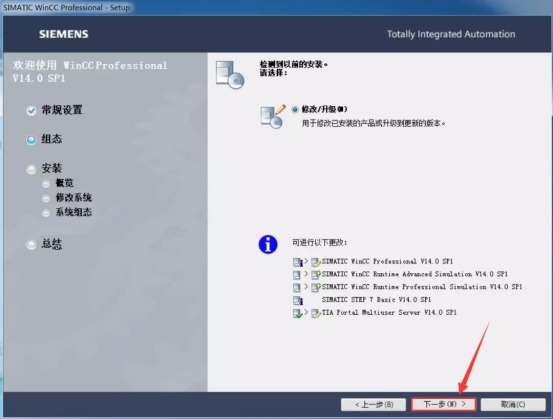 SIMATIC WinCC Professional - Setup
SIEMENS
Totally Integrated Automation
欢迎使用 WinCCProfessional
V14.0 SP1
常规设置
组态
安装
概览
修改系统
系统组态
总结
检测到以前的安装。
请选择：
修改/升级(M)
用于修改已安装的产品或升级到更新的版本。
可进行以下更改：
SIMATIC WinCC Professional V14.0 SP1
SIMATIC WinCC Runtime Advanced Simulation V14.0 SP1
SIMATIC WinCC Runtime Professional Simulation V14.0 SP1
SIMATIC STEP 7 Basic V14.0 SP1
TIA Portal Multiuser Server V14.0 SP1
< 上一步(B)
下一步(N) >
取消(C)